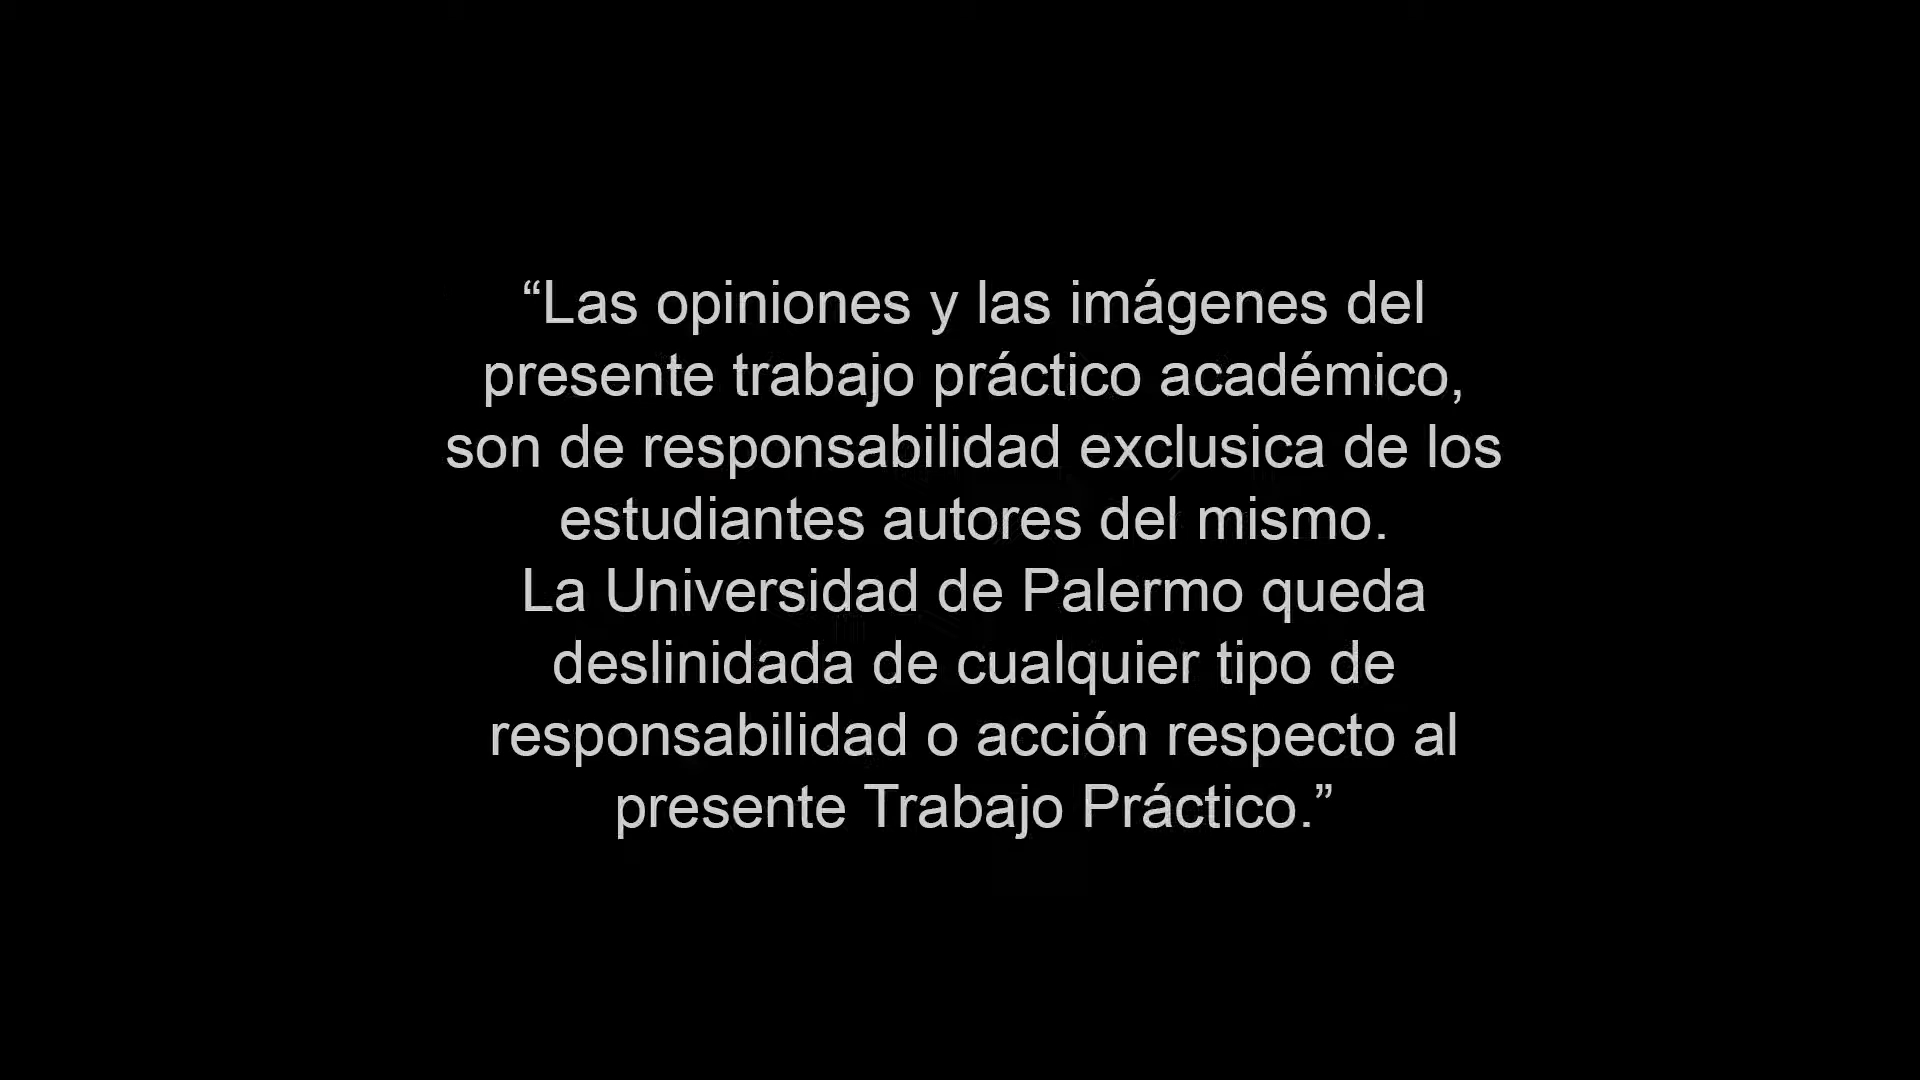 “Las opiniones y las imágenes del
presente trabajo práctico académico,
son de responsabilidad exclusica de los
estudiantes autores del mismo.
La Universidad de Palermo queda
deslinidada de cualquier tipo de
responsabilidad o acción respecto al
presente Trabajo Práctico.”